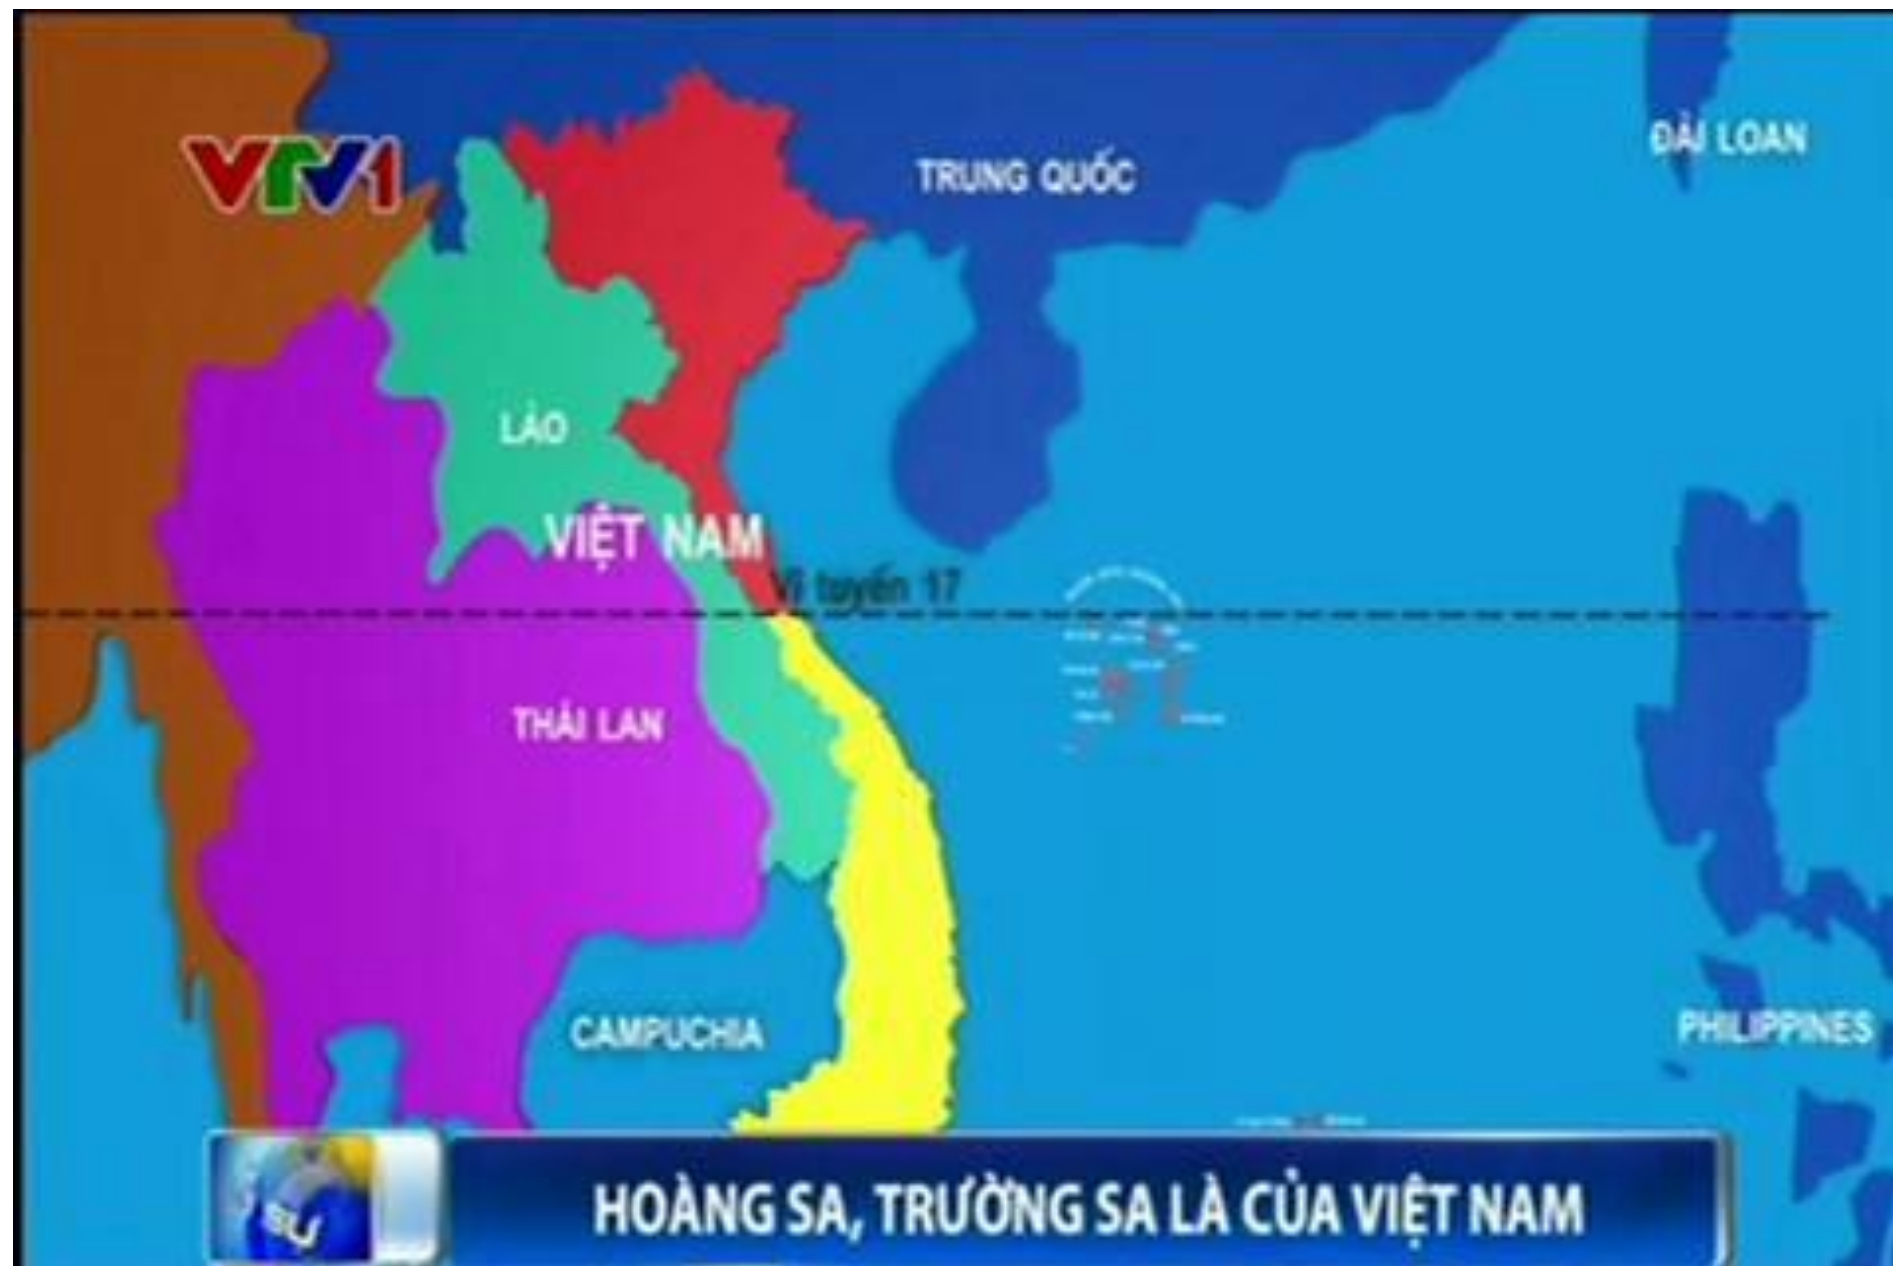 VTV1
TRUNG QUỐC
ĐÀI LOAN
LÀO
VIỆT NAM
Vĩ tuyến 17
THÁI LAN
CAMPUCHIA
PHILIPPINES
HOÀNG SA, TRƯỜNG SA LÀ CỦA VIỆT NAM